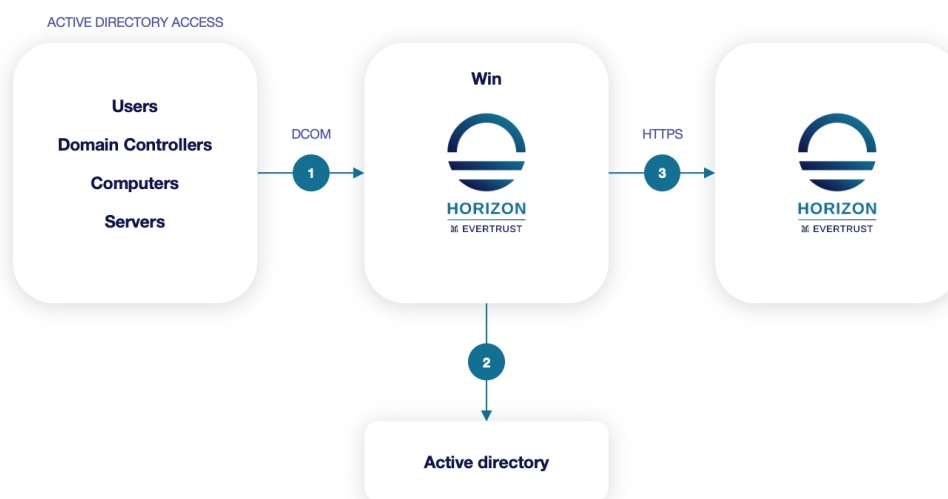 ACTIVE DIRECTORY ACCESS
Users
Domain Controllers
Computers
Servers
DCOM
1
Win
HORIZON
EVERTRUST
HTTPS
3
HORIZON
EVERTRUST
2
Active directory